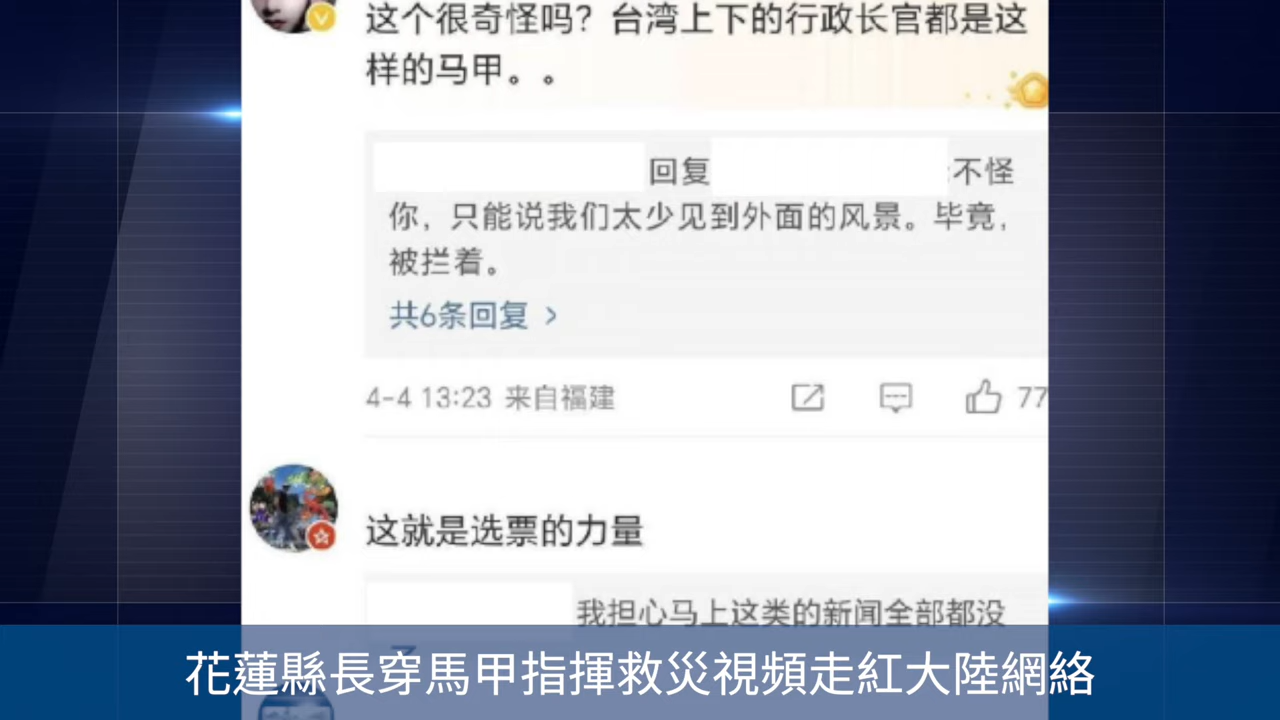 这个很奇怪吗？台湾上下的行政长官都是这
样的马甲。。
回复 :不怪
你，只能说我们太少见到外面的风景。毕竟，
被拦着。
共6条回复 >
4-4 13:23 来自福建
77
这就是选票的力量
我担心马上这类的新闻全部都没
了
花蓮縣長穿馬甲指揮救災視頻走紅大陸網絡